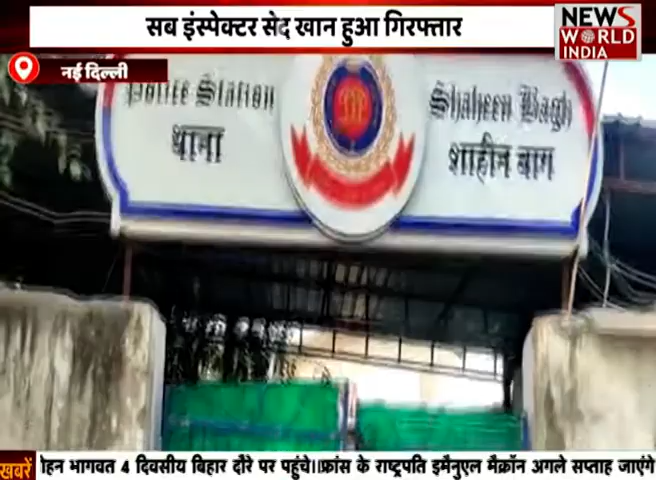 सब इंस्पेक्टर सेद खान हुआ गिरफ्तार
NEWS
WORLD
INDIA
नई दिल्ली
Police Station
थाना
Shaheen Bagh
शाहीन बाग
खबरें
ोहन भागवत 4 दिवसीय बिहार दौरे पर पहुंचे।।फ्रांस के राष्ट्रपति इमैनुएल मैक्रॉन अगले सप्ताह जाएंगे